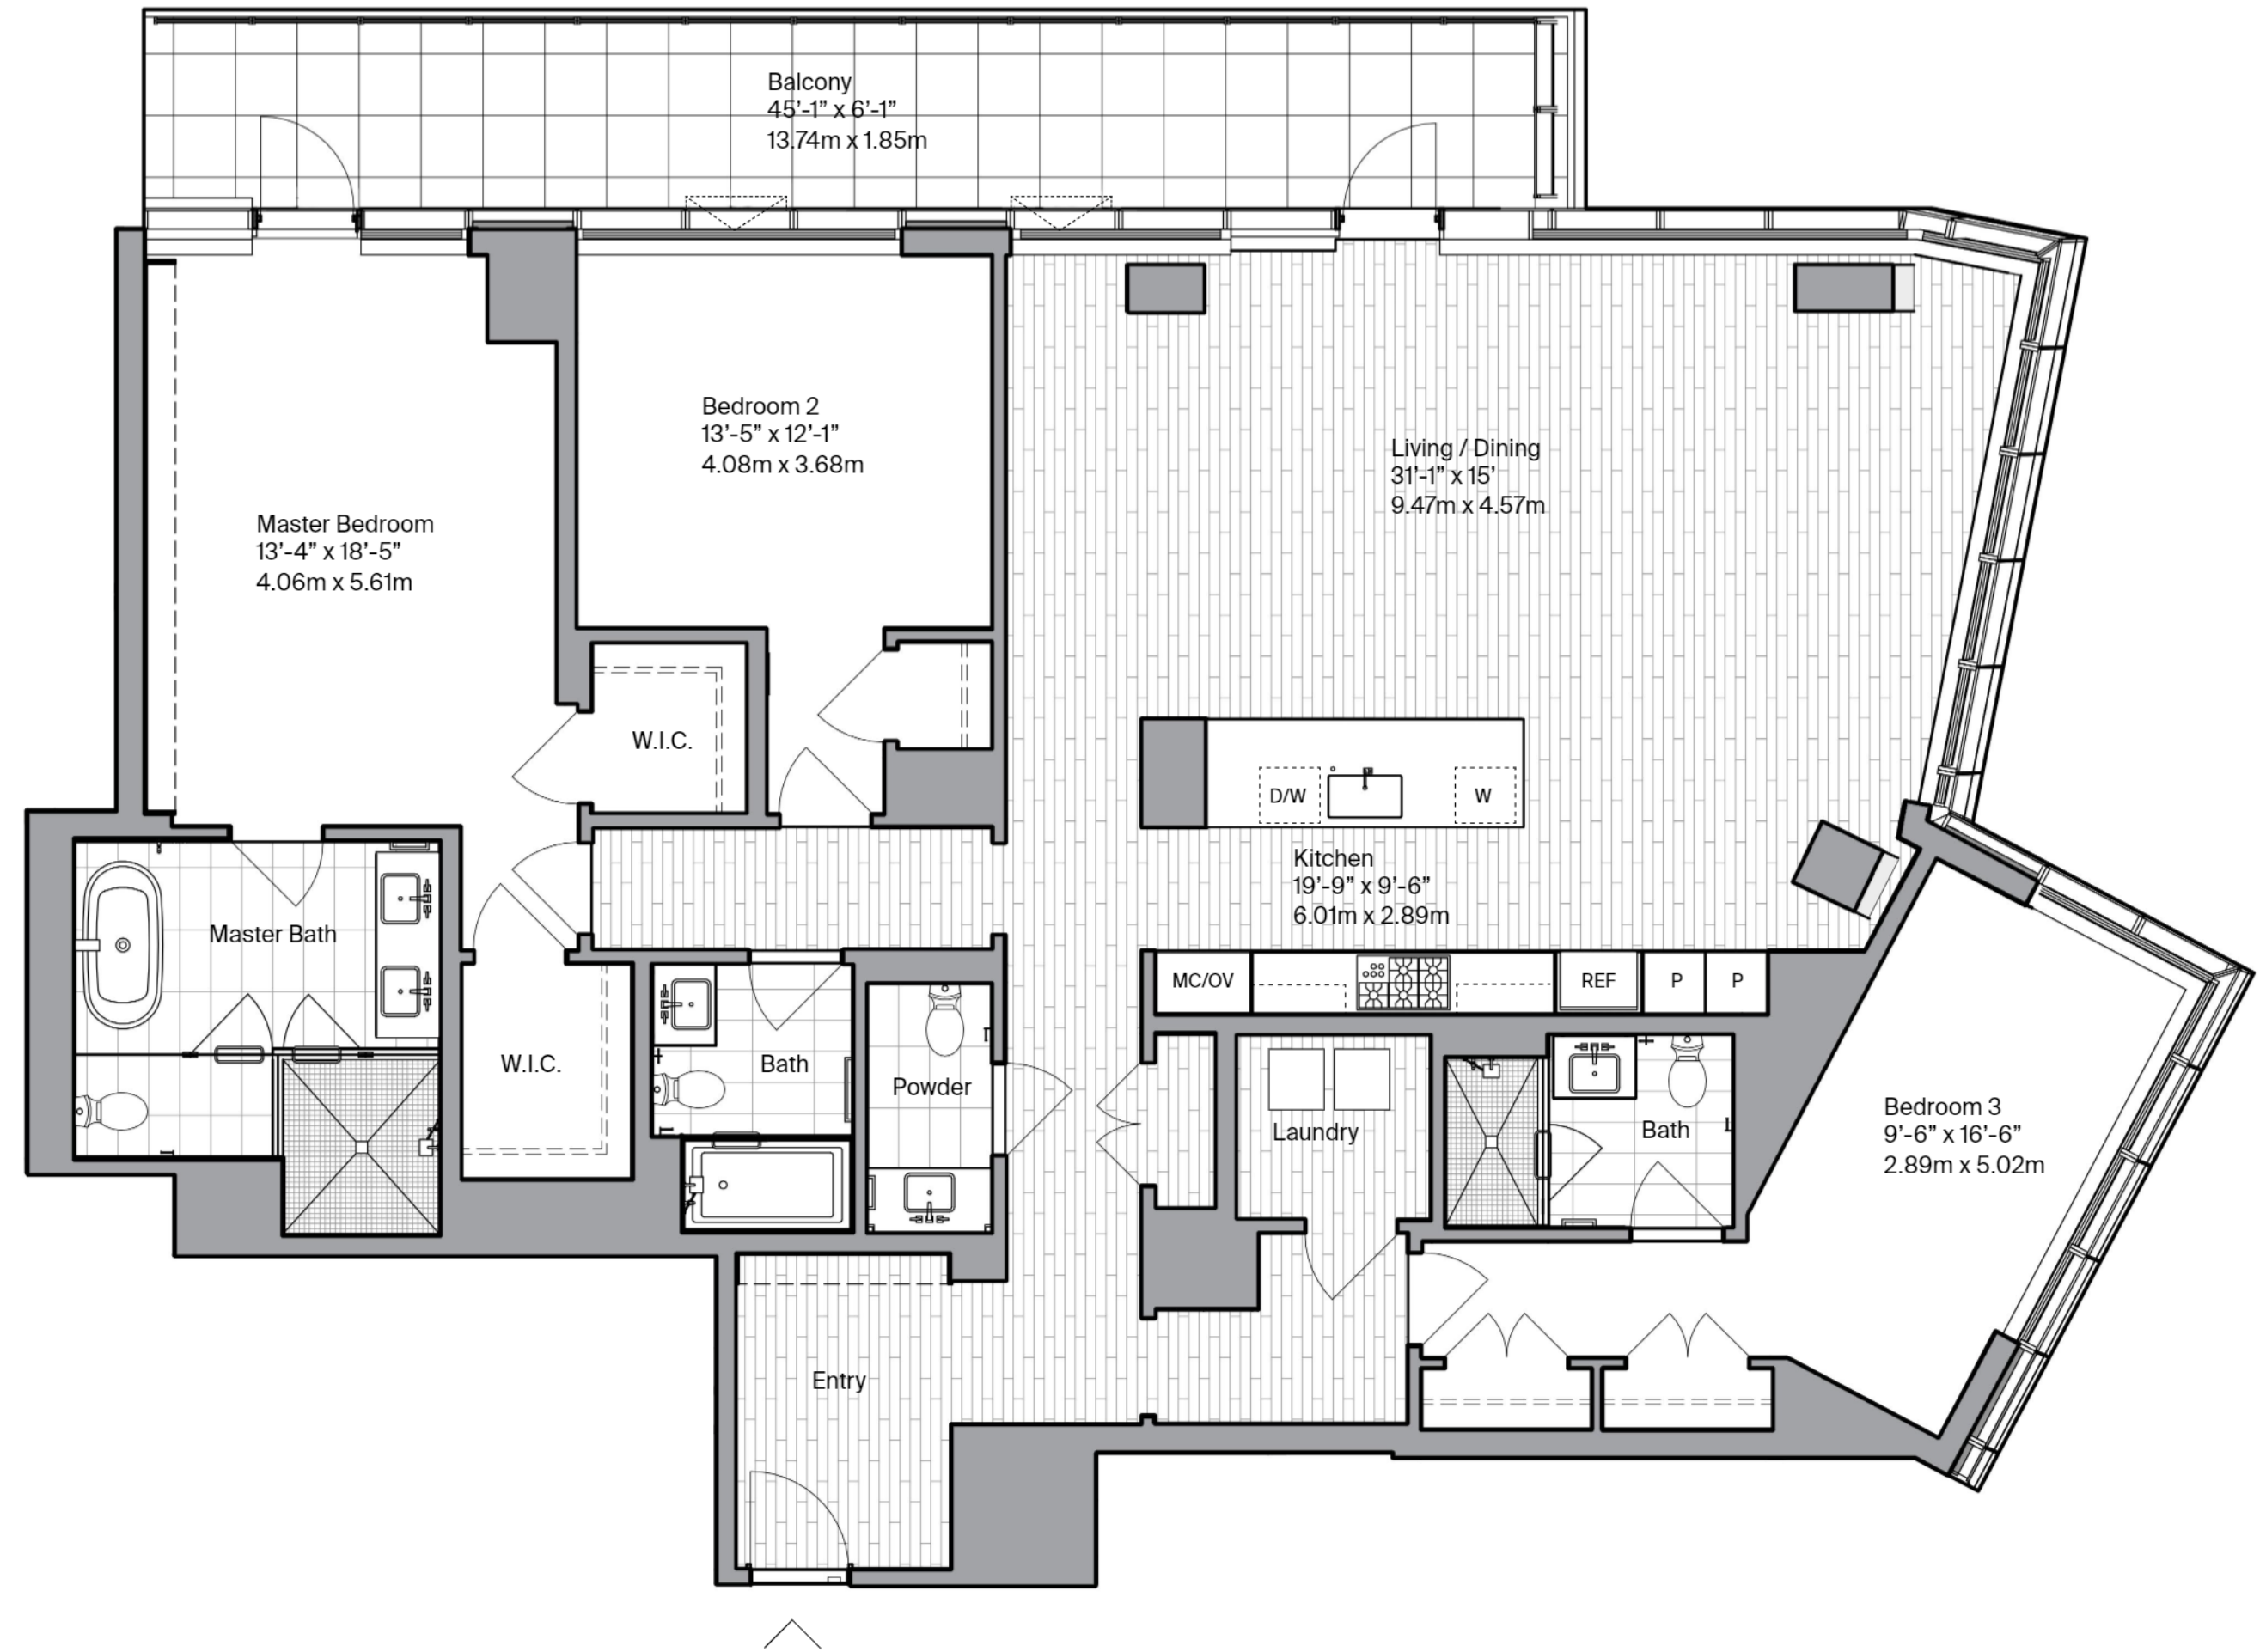 Balcony
45’-1” x 6’-1”
13.74m x 1.85m
Bedroom 2
13’-5” x 12’-1”
4.08m x 3.68m
Living / Dining
31’-1” x 15’
9.47m x 4.57m
Master Bedroom
13’-4” x 18’-5”
4.06m x 5.61m
W.I.C.
D/W
W
Kitchen
19’-9” x 9’-6”
6.01m x 2.89m
Master Bath
MC/OV
REF
P
P
W.I.C.
Bath
Powder
Laundry
Bath
Bedroom 3
9’-6” x 16’-6”
2.89m x 5.02m
Entry